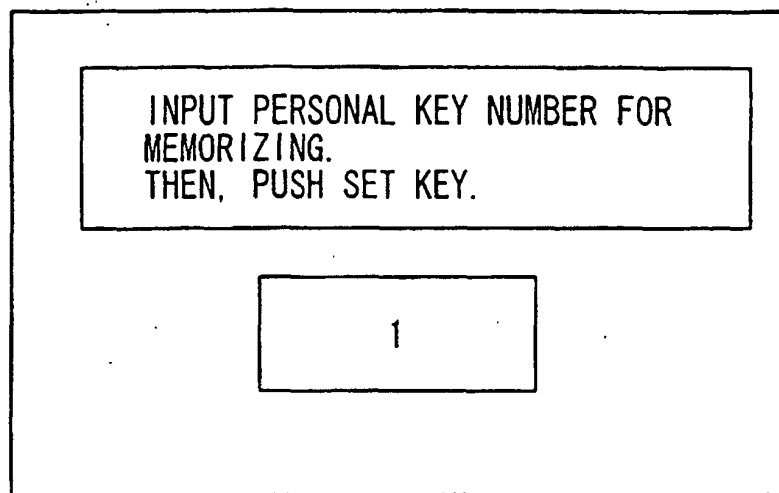 INPUT PERSONAL KEY NUMBER FOR
MEMORIZING.
THEN, PUSH SET KEY.
1